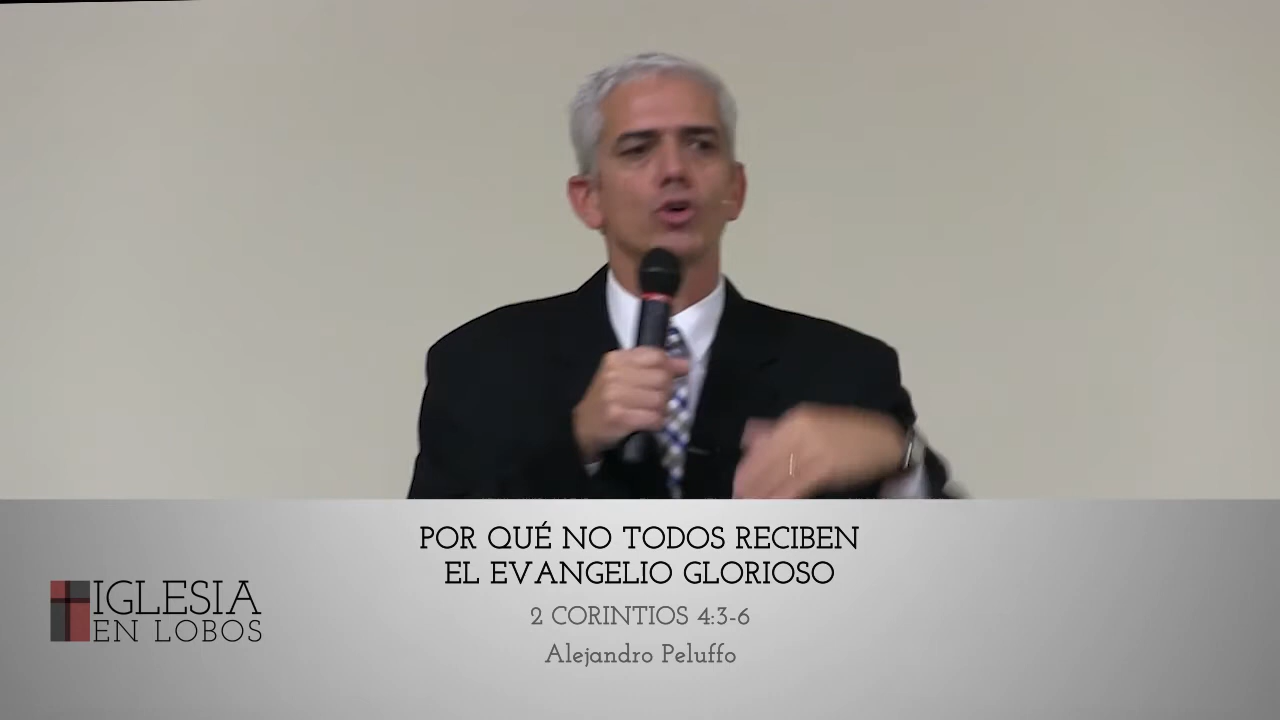 POR QUÉ NO TODOS RECIBEN
EL EVANGELIO GLORIOSO
2 CORINTIOS 4:3-6
Alejandro Peluffo
IGLESIA
EN LOBOS